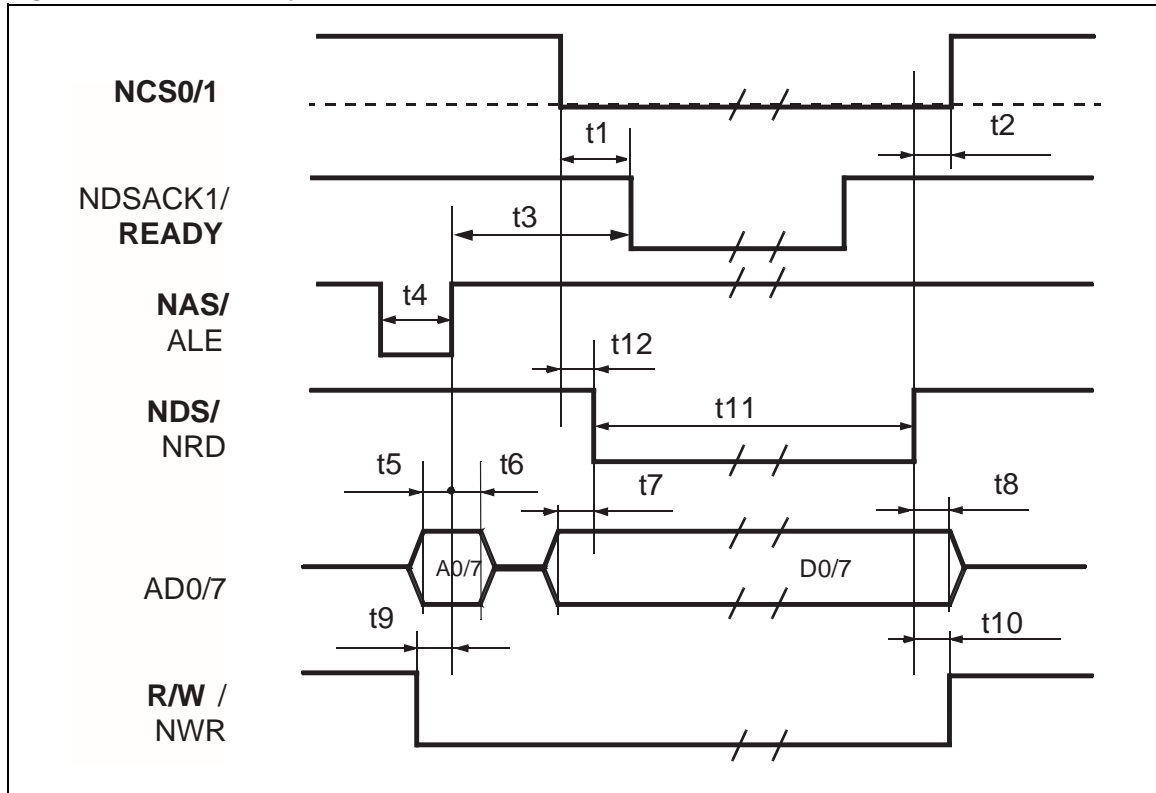 NCS0/1
t1
t2
NDSACK1/
READY
t3
NAS/
ALE
t4
t12
NDS/
NRD
t11
t5
t6
t7
t8
AD0/7
A0/7
D0/7
t9
t10
R/W /
NWR